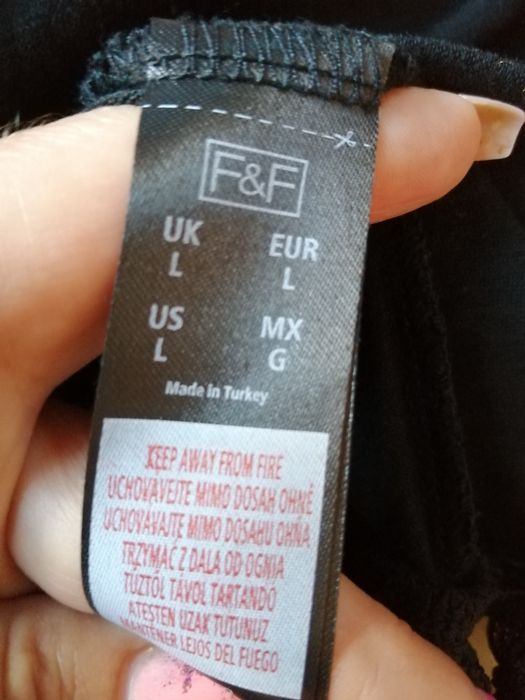 F&F
UK EUR
L L
US MX
L G
Made in Turkey
KEEP AWAY FROM FIRE
UCHOVÁVEJTE MIMO DOSAH OHNĚ
UCHOVÁVAJTE MIMO DOSAHU OHŇA
TRZYMAĆ Z DALA OD OGNIA
TŰZTŐL TÁVOL TARTANDÓ
ATEŞTEN UZAK TUTUNUZ
MANTENER LEJOS DEL FUEGO